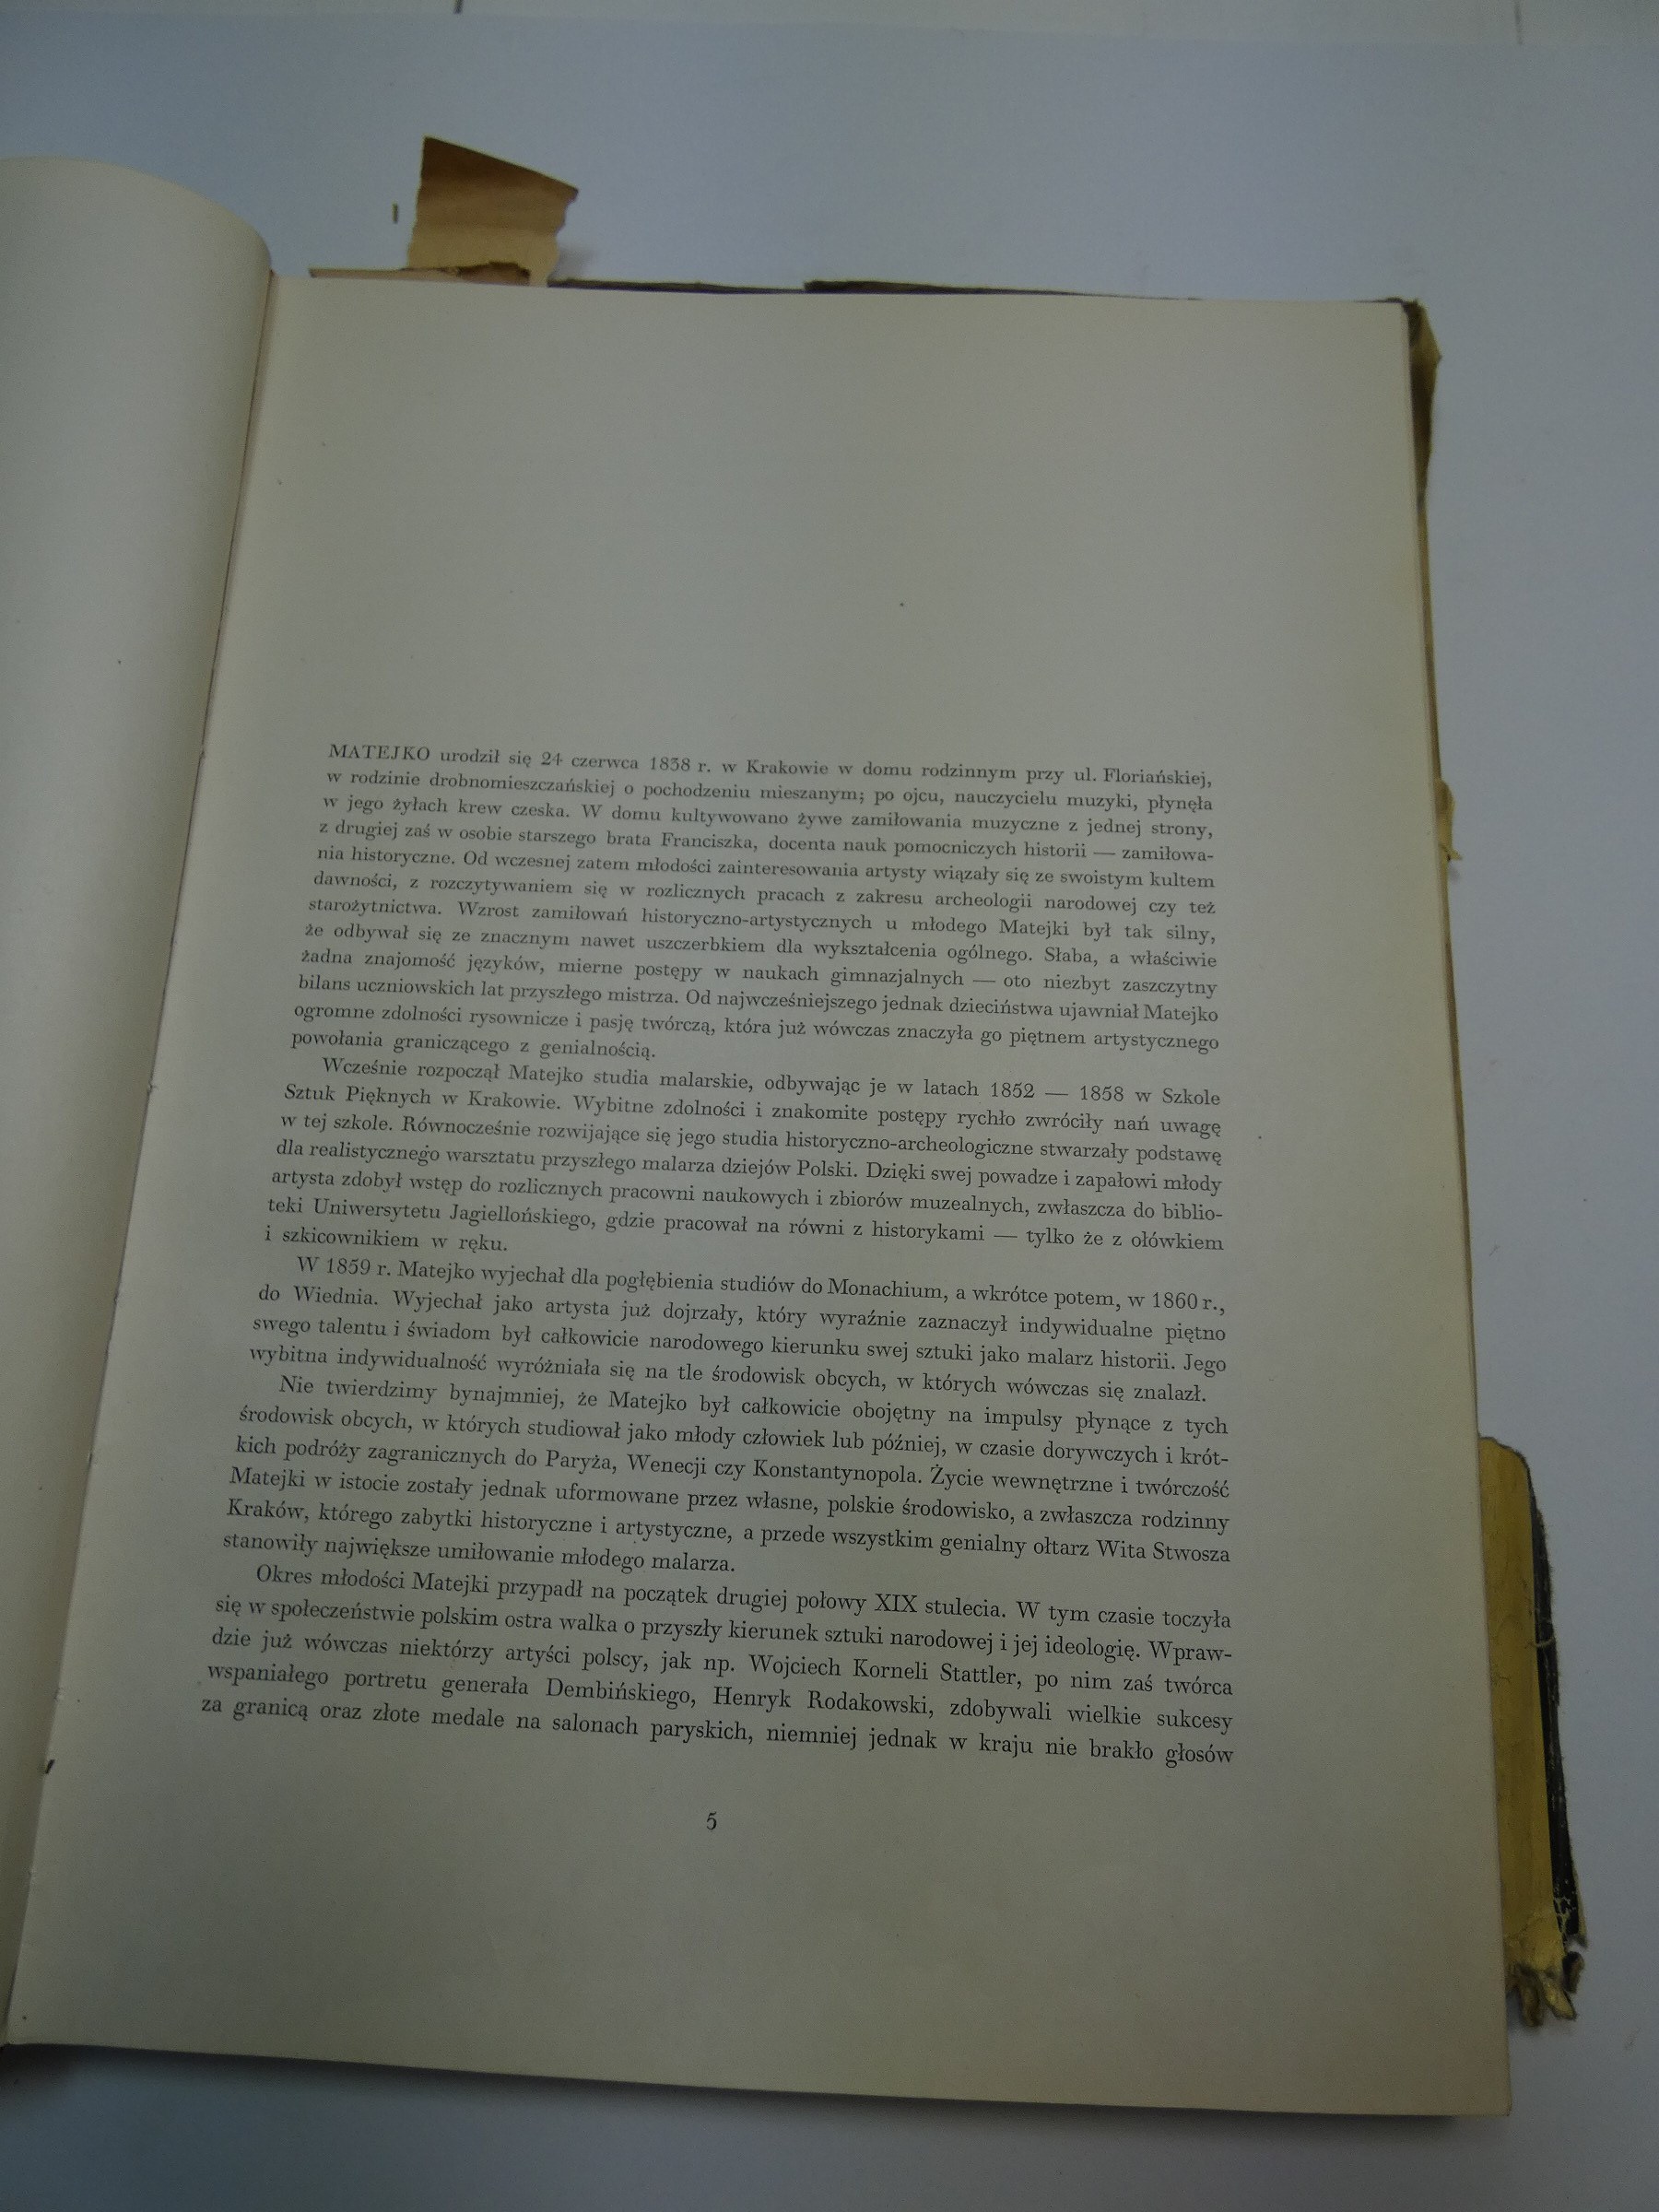 MATEJKO urodził się 24 czerwca 1838 r. w Krakowie w domu rodzinnym przy ul. Floriańskiej,
w rodzinie drobnomieszczańskiej o pochodzeniu mieszanym; po ojcu, nauczycielu muzyki, płynęła
w jego żyłach krew czeska. W domu kultywowano żywe zamiłowania muzyczne z jednej strony,
z drugiej zaś w osobie starszego brata Franciszka, docenta nauk pomocniczych historii — zamiłowa-
nia historyczne. Od wczesnej zatem młodości zainteresowania artysty wiązały się ze swoistym kultem
dawności, z rozczytywaniem się w rozlicznych pracach z zakresu archeologii narodowej czy też
starożytnictwa. Wzrost zamiłowań historyczno-artystycznych u młodego Matejki był tak silny,
że odbywał się ze znacznym nawet uszczerbkiem dla wykształcenia ogólnego. Słaba, a właściwie
żadna znajomość języków, mierne postępy w naukach gimnazjalnych — oto niezbyt zaszczytny
bilans uczniowskich lat przyszłego mistrza. Od najwcześniejszego jednak dzieciństwa ujawniał Matejko
ogromne zdolności rysownicze i pasję twórczą, która już wówczas znaczyła go piętnem artystycznego
powołania graniczącego z genialnością.
Wcześnie rozpoczął Matejko studia malarskie, odbywając je w latach 1852 — 1858 w Szkole
Sztuk Pięknych w Krakowie. Wybitne zdolności i znakomite postępy rychło zwróciły nań uwagę
w tej szkole. Równocześnie rozwijające się jego studia historyczno-archeologiczne stwarzały podstawę
dla realistycznego warsztatu przyszłego malarza dziejów Polski. Dzięki swej powadze i zapałowi młody
artysta zdobył wstęp do rozlicznych pracowni naukowych i zbiorów muzealnych, zwłaszcza do biblio-
teki Uniwersytetu Jagiellońskiego, gdzie pracował na równi z historykami — tylko że z ołówkiem
i szkicownikiem w ręku.
W 1859 r. Matejko wyjechał dla pogłębienia studiów do Monachium, a wkrótce potem, w 1860 r.,
do Wiednia. Wyjechał jako artysta już dojrzały, który wyraźnie zaznaczył indywidualne piętno
swego talentu i świadom był całkowicie narodowego kierunku swej sztuki jako malarz historii. Jego
wybitna indywidualność wyróżniała się na tle środowisk obcych, w których wówczas się znalazł.
Nie twierdzimy bynajmniej, że Matejko był całkowicie obojętny na impulsy płynące z tych
środowisk obcych, w których studiował jako młody człowiek lub później, w czasie dorywczych i krót-
kich podróży zagranicznych do Paryża, Wenecji czy Konstantynopola. Życie wewnętrzne i twórczość
Matejki w istocie zostały jednak uformowane przez własne, polskie środowisko, a zwłaszcza rodzinny
Kraków, którego zabytki historyczne i artystyczne, a przede wszystkim genialny ołtarz Wita Stwosza
stanowiły największe umiłowanie młodego malarza.
Okres młodości Matejki przypadł na początek drugiej połowy XIX stulecia. W tym czasie toczyła
się w społeczeństwie polskim ostra walka o przyszły kierunek sztuki narodowej i jej ideologię. Wpraw-
dzie już wówczas niektórzy artyści polscy, jak np. Wojciech Korneli Stattler, po nim zaś twórca
wspaniałego portretu generała Dembińskiego, Henryk Rodakowski, zdobywali wielkie sukcesy
za granicą oraz złote medale na salonach paryskich, niemniej jednak w kraju nie brakło głosów
5